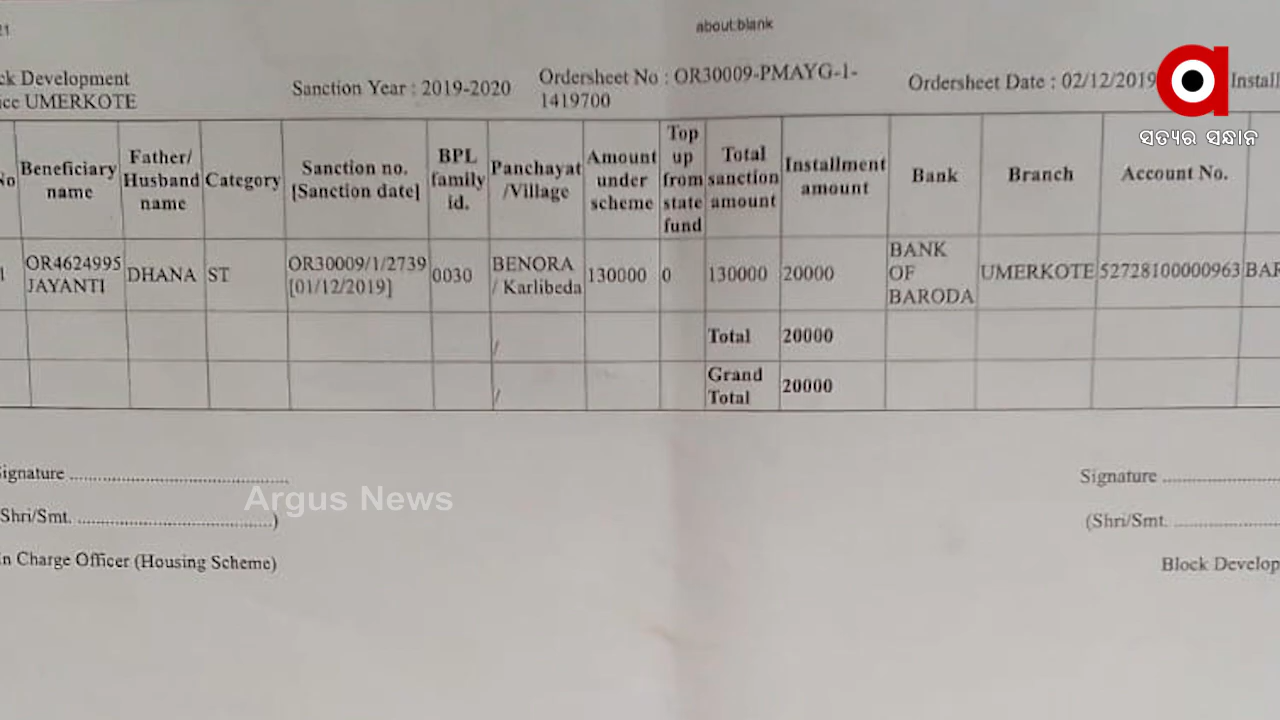 21
about:blank
ck Development
ice UMERKOTE
Sanction Year : 2019-2020
Ordersheet No : OR30009-PMAYG-1-
1419700
Ordersheet Date : 02/12/2019
Install
ସତ୍ୟର ସନ୍ଧାନ
No
Beneficiary
name
Father/
Husband
name
Category
Sanction no.
[Sanction date]
BPL
family
id.
Panchayat
/Village
Amount
under
scheme
Top
up
from
state
fund
Total
sanction
amount
Installment
amount
Bank
Branch
Account No.
1
OR4624995
JAYANTI
DHANA
ST
OR30009/1/2739
[01/12/2019]
0030
BENORA
/ Karlibeda
130000
0
130000
20000
BANK
OF
BARODA
UMERKOTE
52728100000963
BAR
/
Total
20000
/
Grand
Total
20000
ignature ..........................................
Shri/Smt. .....................................)
n Charge Officer (Housing Scheme)
Argus News
Signature ......................
(Shri/Smt. ....................
Block Develop